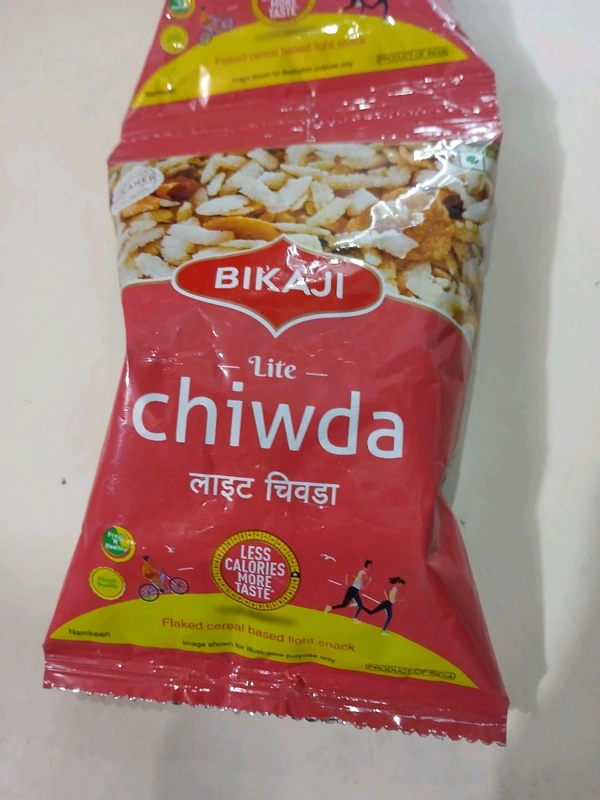 MORE
TASTE
Flaked cereal based light snack
Image shown for illustrative purpose only
PRODUCT OF INDIA
BIKAJI
Lite
chiwda
लाइट चिवड़ा
LESS
CALORIES
MORE
TASTE
Namkeen
Flaked cereal based light snack
Image shown for illustrative purpose only
PRODUCE OF INDIA